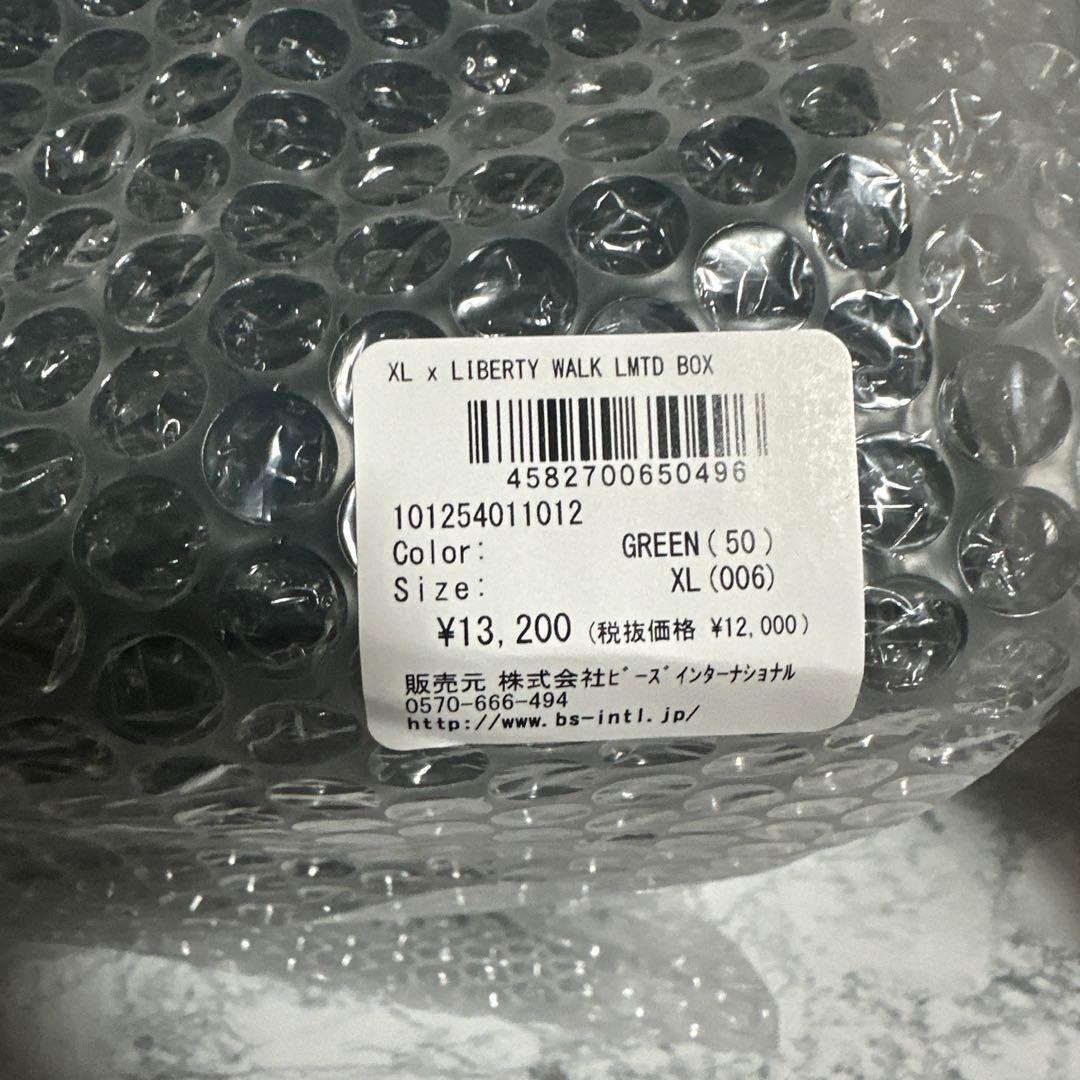 XL x LIBERTY WALK LMTD BOX
4582700650496
101254011012
Color: GREEN(50)
Size: XL(006)
¥13,200 (税抜価格 ¥12,000)
販売元 株式会社ﾋﾞｰｽﾞｲﾝﾀｰﾅｼｮﾅﾙ
0570-666-494
http://www.bs-intl.jp/